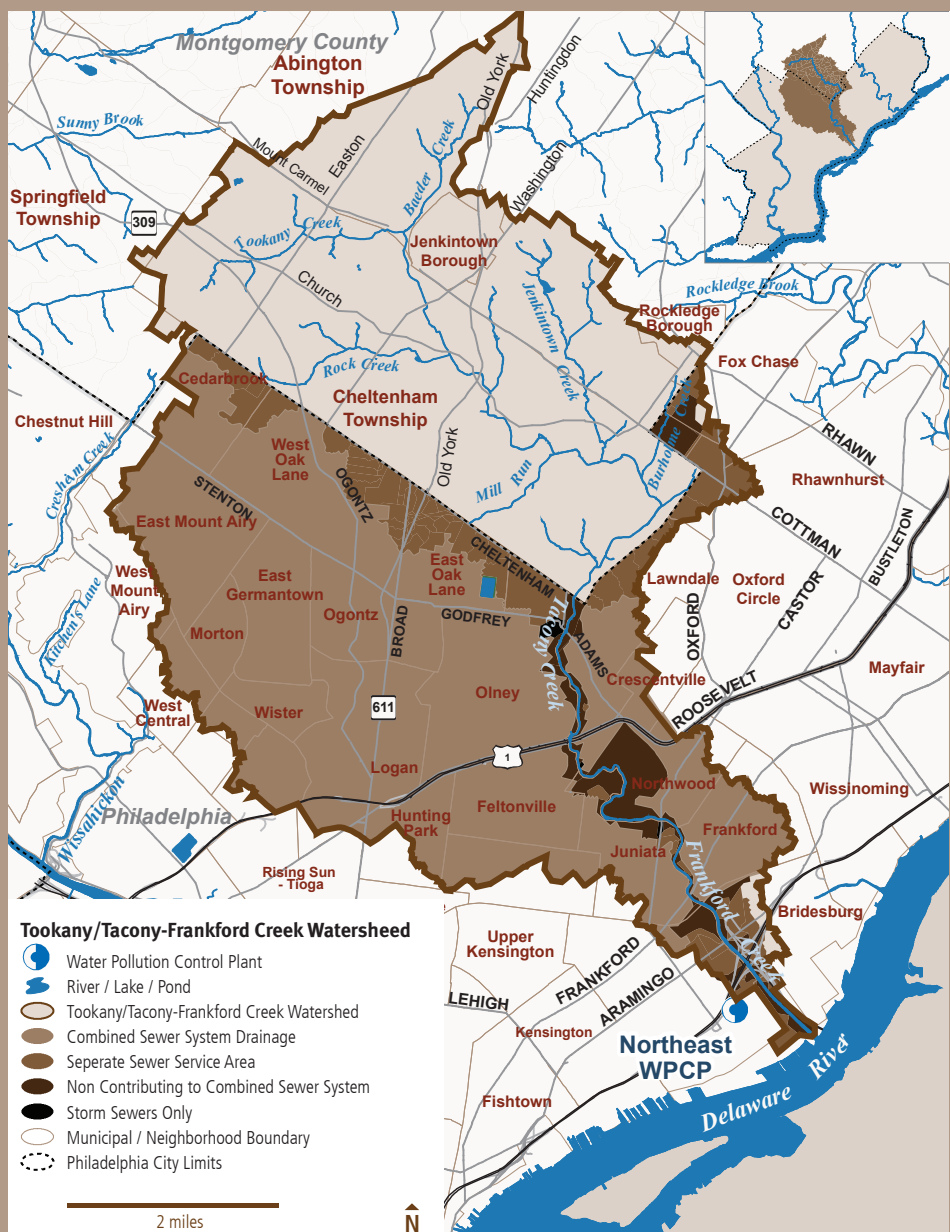 Montgomery County
Abington
Township
Old York
Huntingdon
Sunny Brook
Mount Carmel
Easton
Baeder
Creek
Washington
Springfield
Township
309
Tookany
Creek
Jenkintown
Borough
Church
Jenkintown
Creek
Rockledge Brook
Rockledge
Borough
Fox Chase
Cedarbrook
Rock Creek
Cheltenham
Township
Burholme Creek
Chestnut Hill
Cresheim Creek
West
Oak
Lane
Old York
Mill Run
RHAWN
Rhawnhurst
STENTON
OGONTZ
COTTMAN
BUSTLETON
East Mount Airy
CHELTENHAM
West
Mount
Airy
East
Germantown
East
Oak
Lane
Lawndale
Oxford
Circle
CASTOR
Kitchen's Lane
Morton
Ogontz
BROAD
GODFREY
Tacony Creek
ADAMS
OXFORD
Crescentville
Mayfair
West
Central
Wister
611
Olney
ROOSEVELT
1
Logan
Northwood
Wissinoming
Wissahickon
Philadelphia
Hunting
Park
Feltonville
Frankford
Juniata
Rising Sun
- Tioga
Frankford
Creek
Bridesburg
Upper
Kensington
FRANKFORD
ARAMINGO
LEHIGH
Kensington
Northeast
WPCP
Fishtown
Delaware
River
Tookany/Tacony-Frankford Creek Watersheed
Water Pollution Control Plant
River / Lake / Pond
Tookany/Tacony-Frankford Creek Watershed
Combined Sewer System Drainage
Seperate Sewer Service Area
Non Contributing to Combined Sewer System
Storm Sewers Only
Municipal / Neighborhood Boundary
Philadelphia City Limits
2 miles
N